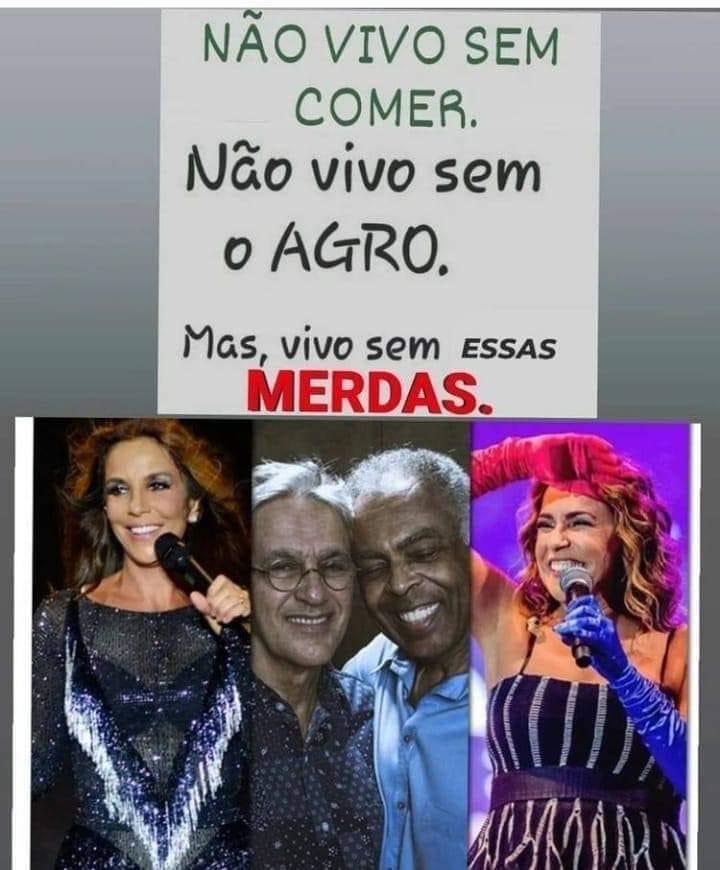 NÃO VIVO SEM
COMER.
Não vivo sem
o AGRO.
Mas, vivo sem ESSAS
MERDAS.